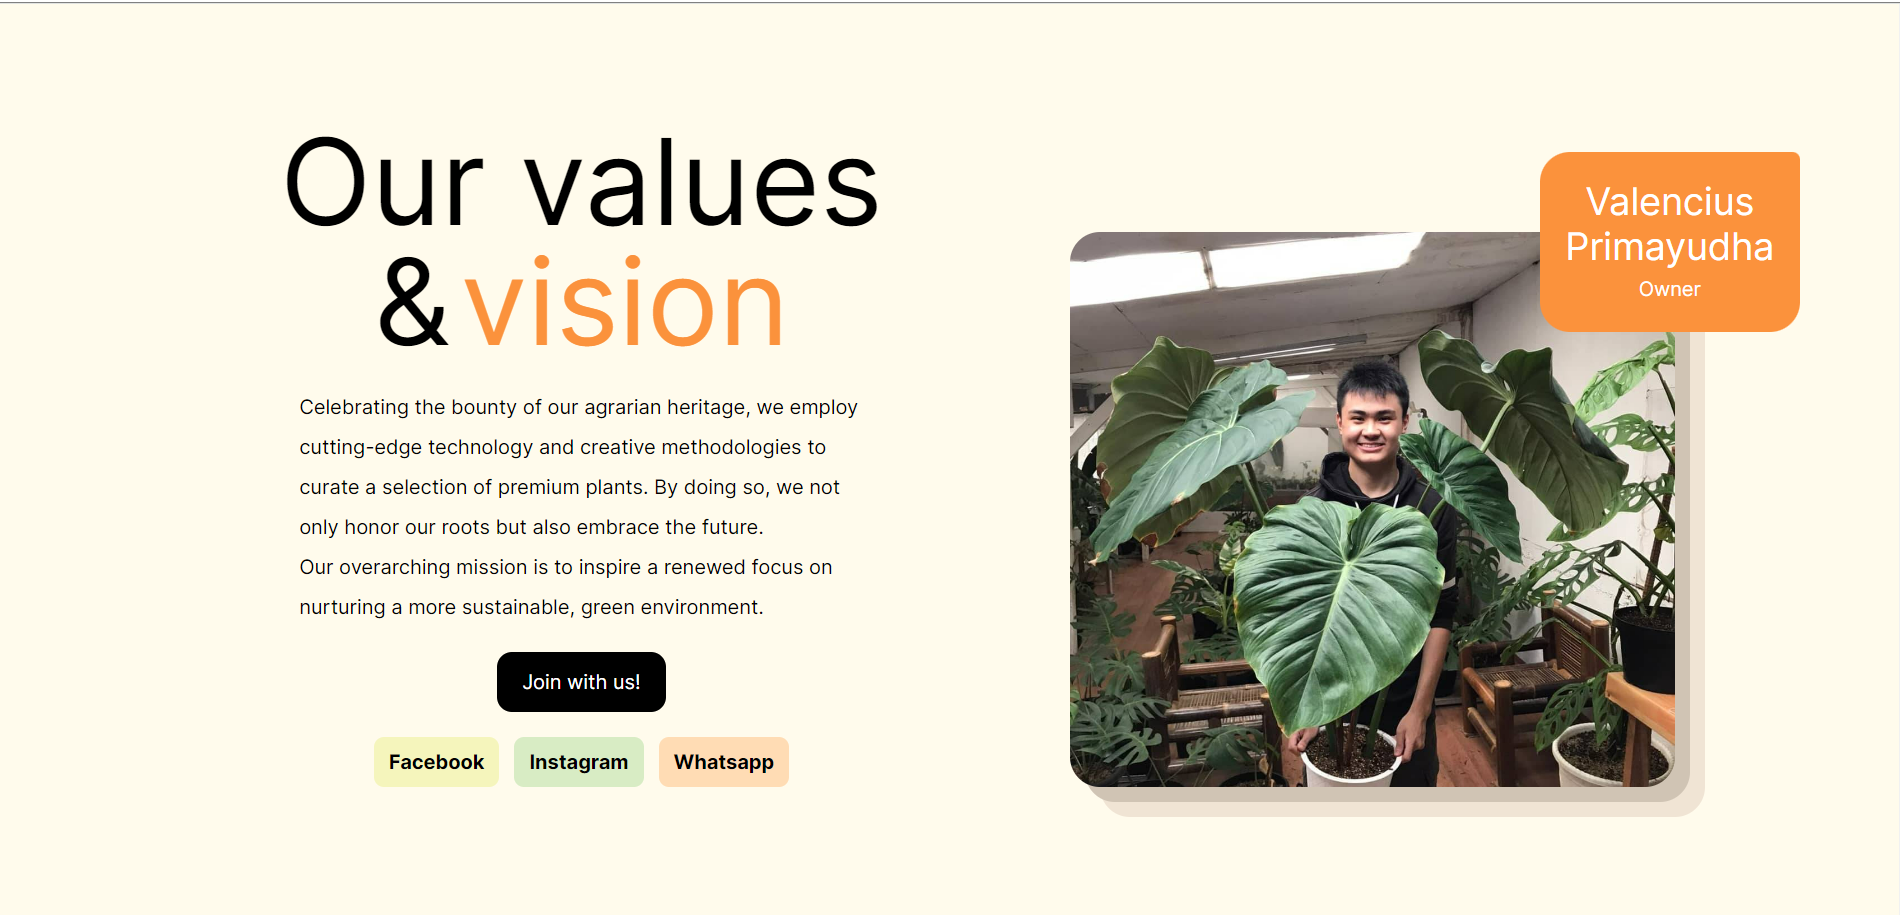 Our values
& vision
Celebrating the bounty of our agrarian heritage, we employ
cutting-edge technology and creative methodologies to
curate a selection of premium plants. By doing so, we not
only honor our roots but also embrace the future.
Our overarching mission is to inspire a renewed focus on
nurturing a more sustainable, green environment.
Join with us!
Facebook Instagram Whatsapp
Valencius
Primayudha
Owner